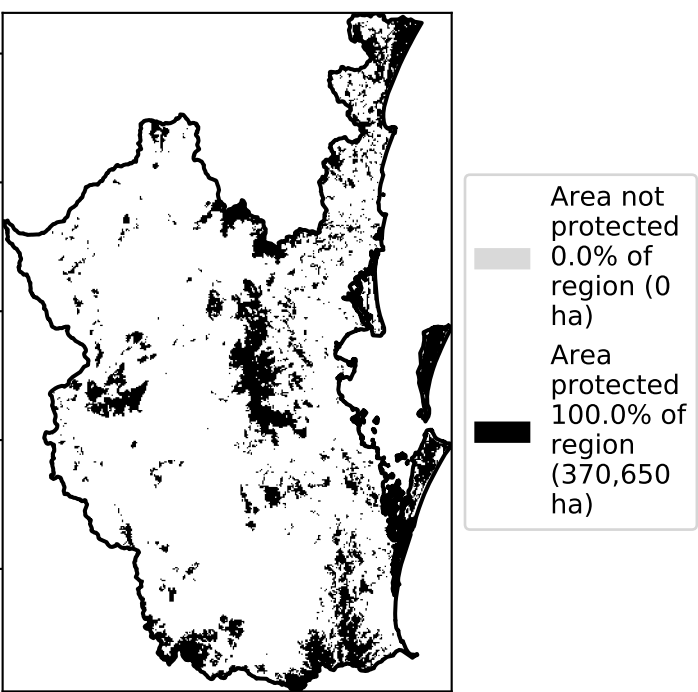 Area not
protected
0.0% of
region (0
ha)
Area
protected
100.0% of
region
(370,650
ha)